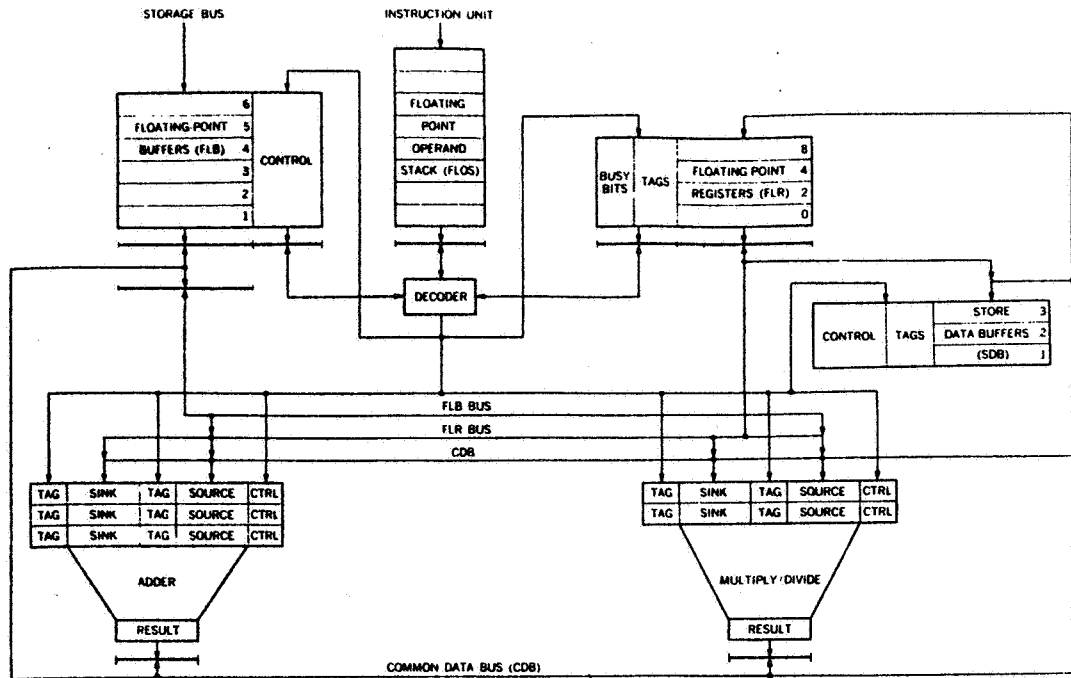 STORAGE BUS
INSTRUCTION UNIT
6
FLOATING-POINT 5
BUFFERS (FLB) 4
3
2
1
CONTROL
FLOATING
POINT
OPERAND
STACK (FLOS)
BUSY
BITS
TAGS
8
FLOATING POINT 4
REGISTERS (FLR) 2
0
DECODER
CONTROL
TAGS
STORE 3
DATA BUFFERS 2
(SDB) 1
FLB BUS
FLR BUS
CDB
TAG SINK TAG SOURCE CTRL
TAG SINK TAG SOURCE CTRL
TAG SINK TAG SOURCE CTRL
ADDER
RESULT
TAG SINK TAG SOURCE CTRL
TAG SINK TAG SOURCE CTRL
MULTIPLY/DIVIDE
RESULT
COMMON DATA BUS (CDB)